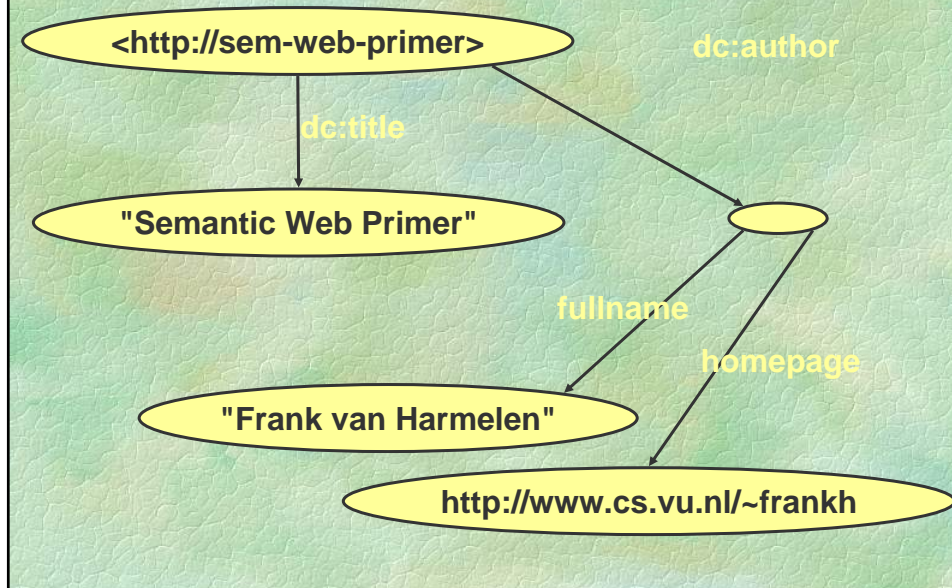 <http://sem-web-primer>
dc:author
dc:title
"Semantic Web Primer"
fullname
homepage
"Frank van Harmelen"
http://www.cs.vu.nl/~frankh